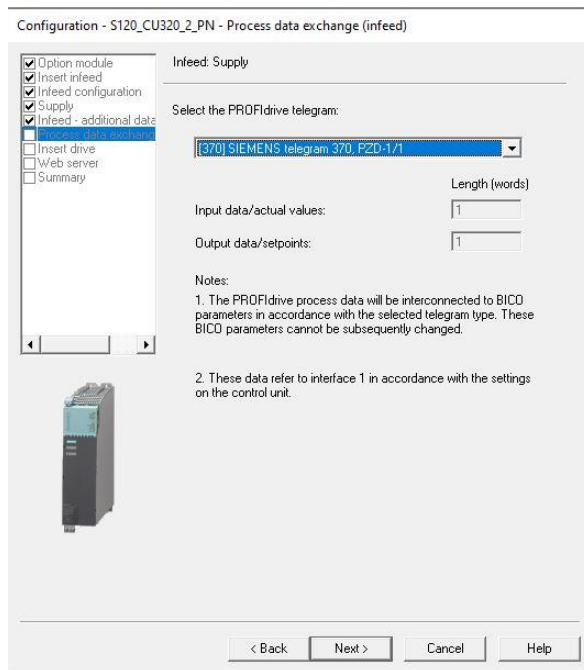 Configuration - S120_CU320_2_PN - Process data exchange (infeed)
Option module
Insert infeed
Infeed configuration
Supply
Infeed - additional data
Process data exchang
Insert drive
Web server
Summary
Infeed: Supply
Select the PROFIdrive telegram:
[370] SIEMENS telegram 370, PZD-1/1
Length (words)
Input data/actual values:
1
Output data/setpoints:
1
Notes:
1. The PROFIdrive process data will be interconnected to BICO
parameters in accordance with the selected telegram type. These
BICO parameters cannot be subsequently changed.
2. These data refer to interface 1 in accordance with the settings
on the control unit.
< Back
Next >
Cancel
Help